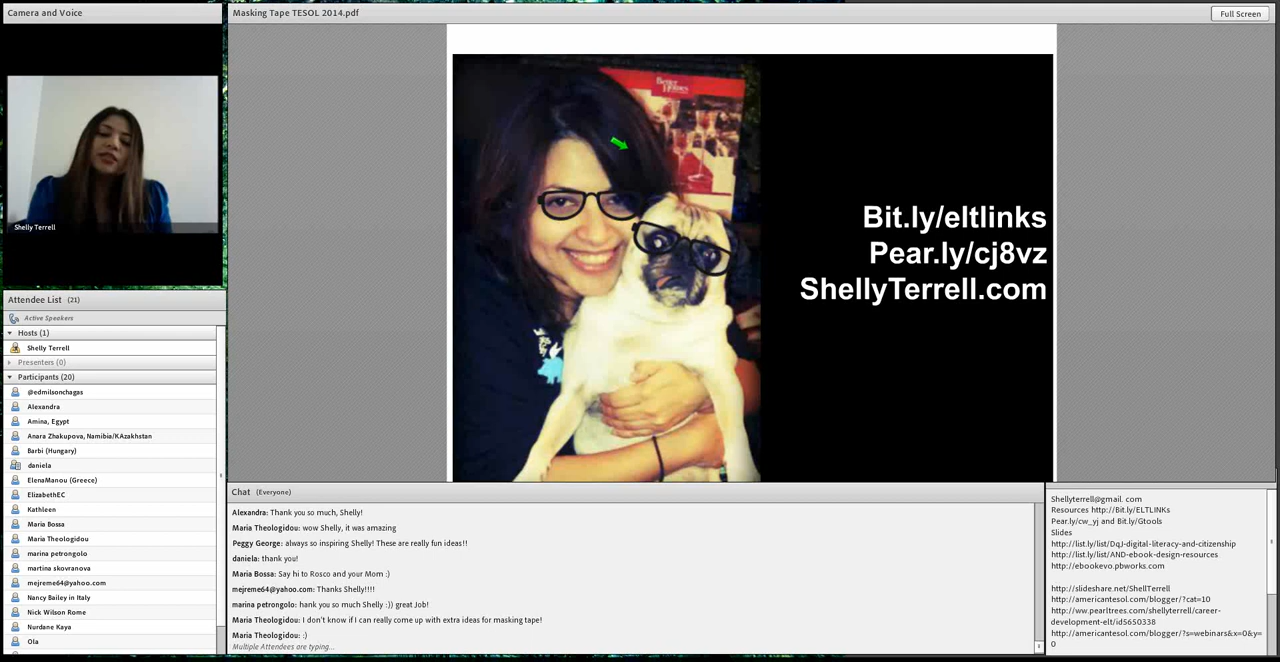 Camera and Voice
Shelly Terrell
Attendee List (21)
Active Speakers
Hosts (1)
Shelly Terrell
Presenters (0)
Participants (20)
@edmilsonchagas
Alexandra
Amina, Egypt
Anara Zhakupova, Namibia/KAzakhstan
Barbi (Hungary)
daniela
ElenaManou (Greece)
ElizabethEC
Kathleen
Maria Bossa
Maria Theologidou
marina petrongolo
martina skovranova
mejreme64@yahoo.com
Nancy Bailey in Italy
Nick Wilson Rome
Nurdane Kaya
Ola
Masking Tape TESOL 2014.pdf
Full Screen
Bit.ly/eltlinks
Pear.ly/cj8vz
ShellyTerrell.com
Chat (Everyone)
Alexandra: Thank you so much, Shelly!
Maria Theologidou: wow Shelly, it was amazing
Peggy George: always so inspiring Shelly! These are really fun ideas!!
daniela: thank you!
Maria Bossa: Say hi to Rosco and your Mom :)
mejreme64@yahoo.com: Thanks Shelly!!!!
marina petrongolo: hank you so much Shelly :)) great Job!
Maria Theologidou: I don't know if I can really come up with extra ideas for masking tape!
Maria Theologidou: :)
Multiple Attendees are typing...
Shellyterrell@gmail. com
Resources http://Bit.ly/ELTLINKs
Pear.ly/cw_yj and Bit.ly/Gtools
Slides
http://list.ly/list/DqJ-digital-literacy-and-citizenship
http://list.ly/list/AND-ebook-design-resources
http://ebookevo.pbworks.com
http://slideshare.net/ShellTerrell
http://americantesol.com/blogger/?cat=10
http://ww.pearltrees.com/shellyterrell/career-
development-elt/id5650338
http://americantesol.com/blogger/?s=webinars&x=0&y=
0